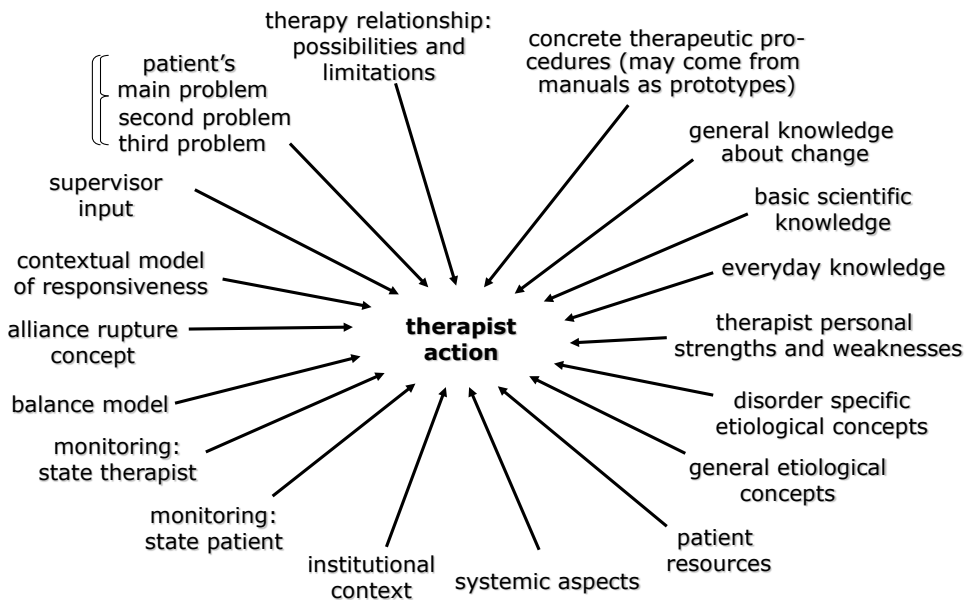 therapy relationship:
possibilities and
limitations
concrete therapeutic pro-
cedures (may come from
manuals as prototypes)
patient’s
main problem
second problem
third problem
general knowledge
about change
supervisor
input
basic scientific
knowledge
contextual model
of responsiveness
everyday knowledge
alliance rupture
concept
therapist
action
therapist personal
strengths and weaknesses
balance model
disorder specific
etiological concepts
monitoring:
state therapist
general etiological
concepts
monitoring:
state patient
patient
resources
institutional
context
systemic aspects